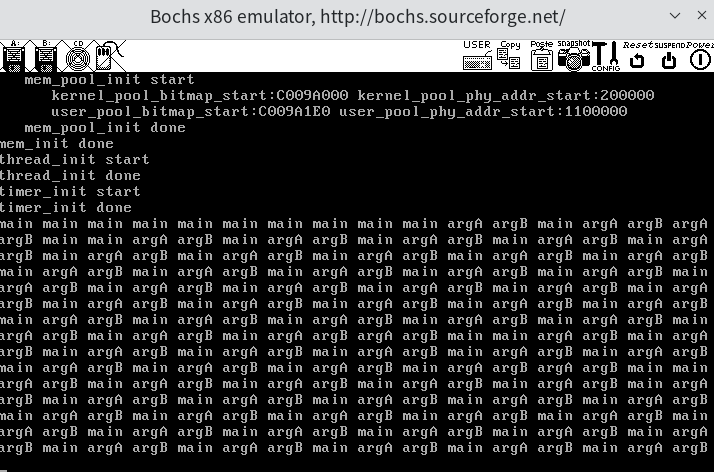 Bochs x86 emulator, http://bochs.sourceforge.net/
A: B: CD USER Copy Paste snapshot CONFIG Reset SUSPEND Power
mem_pool_init start
kernel_pool_bitmap_start:C009A000 kernel_pool_phy_addr_start:200000
user_pool_bitmap_start:C009A1E0 user_pool_phy_addr_start:1100000
mem_pool_init done
mem_init done
thread_init start
thread_init done
timer_init start
timer_init done
main main main main main main main main main main argA argB main argA argB argA
argB main main argA argB main argA argB main argA argB main argA argB main argA
argB main argA argB main argA argB main argA argB main argA argB main argA argB
main argA argB main argA argB main argA argB main argA argB main argA argB main
argA argB main argA argB main argA argB main argA argB main argA argB main argA
argB main argA argB main argA argB main argA argB main argA argB main argA argB
main argA argB main argA argB main argA argB main argA argB main argA argB main
argA argB main argA argB main argA argB main argA argB main argA argB main argA
argB main argA argB main argA argB main argA argB main argA argB main argA argB
main argA argB main argA argB main argA argB main argA argB main argA argB main
argA argB main argA argB main argA argB main argA argB main argA argB main argA
argB main argA argB main argA argB main argA argB main argA argB main argA argB
main argA argB main argA argB main argA argB main argA argB main argA argB main
argA argB main argA argB main argA argB main argA argB main argA argB main argA
argB main argA argB main argA argB main argA argB main argA argB main argA argB